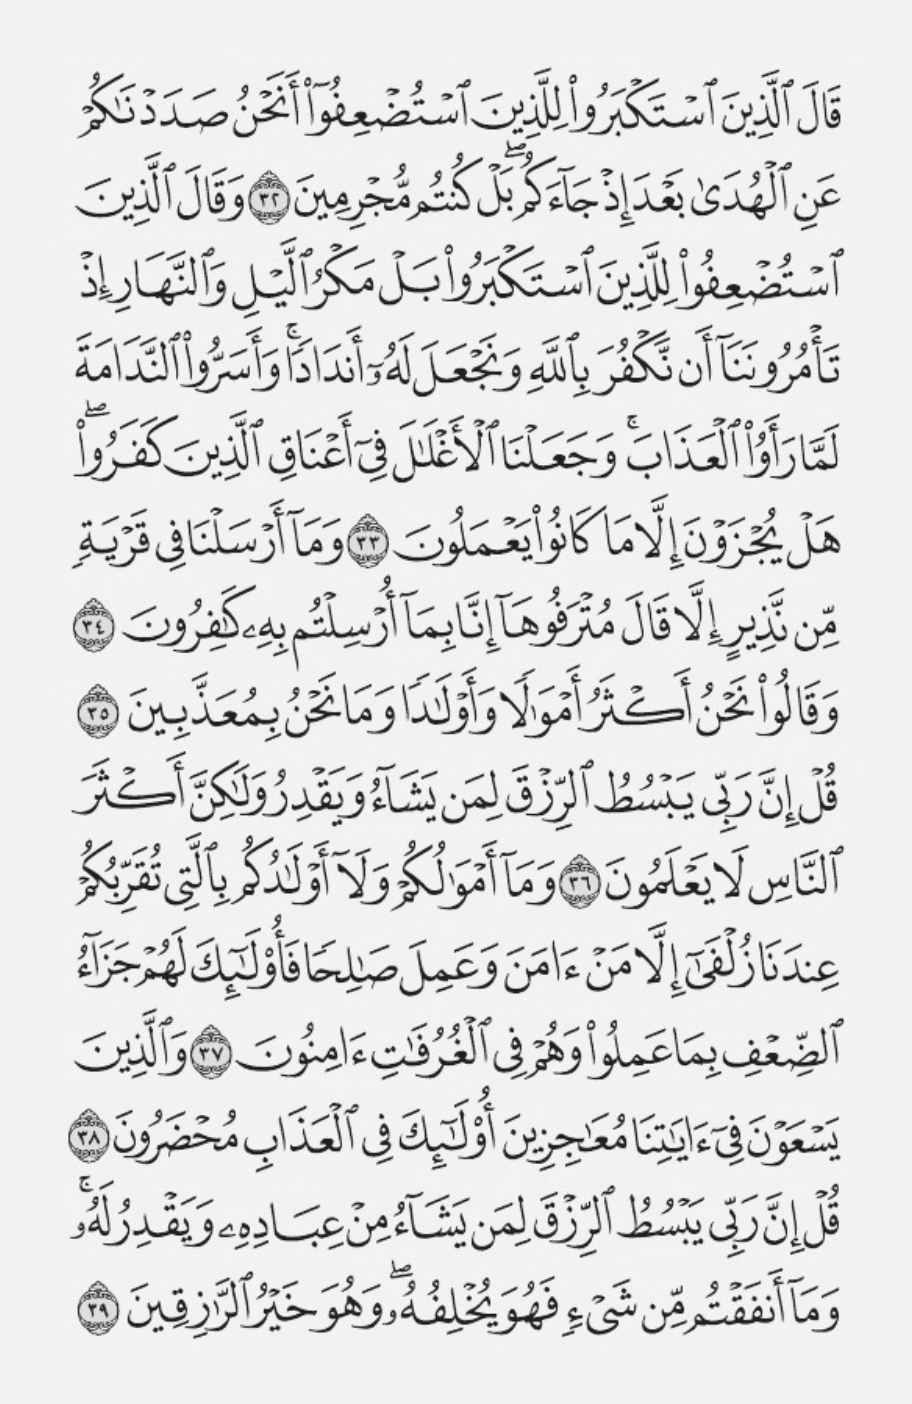 قَالَ ٱلَّذِينَ ٱسْتَكْبَرُوا۟ لِلَّذِينَ ٱسْتُضْعِفُوٓا۟ أَنَحْنُ صَدَدْنَٰكُمْ
عَنِ ٱلْهُدَىٰ بَعْدَ إِذْ جَآءَكُم ۖ بَلْ كُنتُم مُّجْرِمِينَ ٣٢ وَقَالَ ٱلَّذِينَ
ٱسْتُضْعِفُوا۟ لِلَّذِينَ ٱسْتَكْبَرُوا۟ بَلْ مَكْرُ ٱلَّيْلِ وَٱلنَّهَارِ إِذْ
تَأْمُرُونَنَآ أَن نَّكْفُرَ بِٱللَّهِ وَنَجْعَلَ لَهُۥٓ أَندَادًا ۚ وَأَسَرُّوا۟ ٱلنَّدَامَةَ
لَمَّا رَأَوُا۟ ٱلْعَذَابَ ۚ وَجَعَلْنَا ٱلْأَغْلَٰلَ فِىٓ أَعْنَاقِ ٱلَّذِينَ كَفَرُوا۟ ۖ
هَلْ يُجْزَوْنَ إِلَّا مَا كَانُوا۟ يَعْمَلُونَ ٣٣ وَمَآ أَرْسَلْنَا فِى قَرْيَةٍ
مِّن نَّذِيرٍ إِلَّا قَالَ مُتْرَفُوهَآ إِنَّا بِمَآ أُرْسِلْتُم بِهِۦ كَٰفِرُونَ ٣٤
وَقَالُوا۟ نَحْنُ أَكْثَرُ أَمْوَٰلًا وَأَوْلَٰدًا وَمَا نَحْنُ بِمُعَذَّبِينَ ٣٥
قُلْ إِنَّ رَبِّى يَبْسُطُ ٱلرِّزْقَ لِمَن يَشَآءُ وَيَقْدِرُ وَلَٰكِنَّ أَكْثَرَ
ٱلنَّاسِ لَا يَعْلَمُونَ ٣٦ وَمَآ أَمْوَٰلُكُمْ وَلَآ أَوْلَٰدُكُم بِٱلَّتِى تُقَرِّبُكُمْ
عِندَنَا زُلْفَىٰٓ إِلَّا مَنْ ءَامَنَ وَعَمِلَ صَٰلِحًا فَأُو۟لَٰٓئِكَ لَهُمْ جَزَآءُ
ٱلضِّعْفِ بِمَا عَمِلُوا۟ وَهُمْ فِى ٱلْغُرُفَٰتِ ءَامِنُونَ ٣٧ وَٱلَّذِينَ
يَسْعَوْنَ فِىٓ ءَايَٰتِنَا مُعَٰجِزِينَ أُو۟لَٰٓئِكَ فِى ٱلْعَذَابِ مُحْضَرُونَ ٣٨
قُلْ إِنَّ رَبِّى يَبْسُطُ ٱلرِّزْقَ لِمَن يَشَآءُ مِنْ عِبَادِهِۦ وَيَقْدِرُ لَهُۥ ۚ
وَمَآ أَنفَقْتُم مِّن شَىْءٍ فَهُوَ يُخْلِفُهُۥ ۖ وَهُوَ خَيْرُ ٱلرَّٰزِقِينَ ٣٩